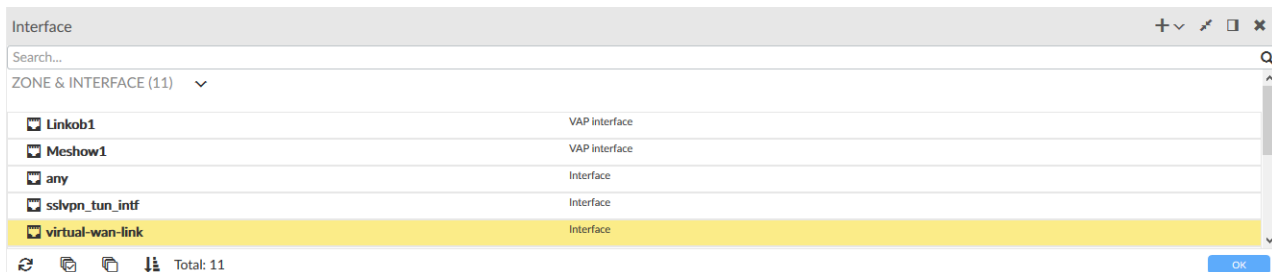 Interface
Search...
ZONE & INTERFACE (11)
Linkob1 VAP interface
Meshow1 VAP interface
any Interface
sslvpn_tun_intf Interface
virtual-wan-link Interface
Total: 11 OK